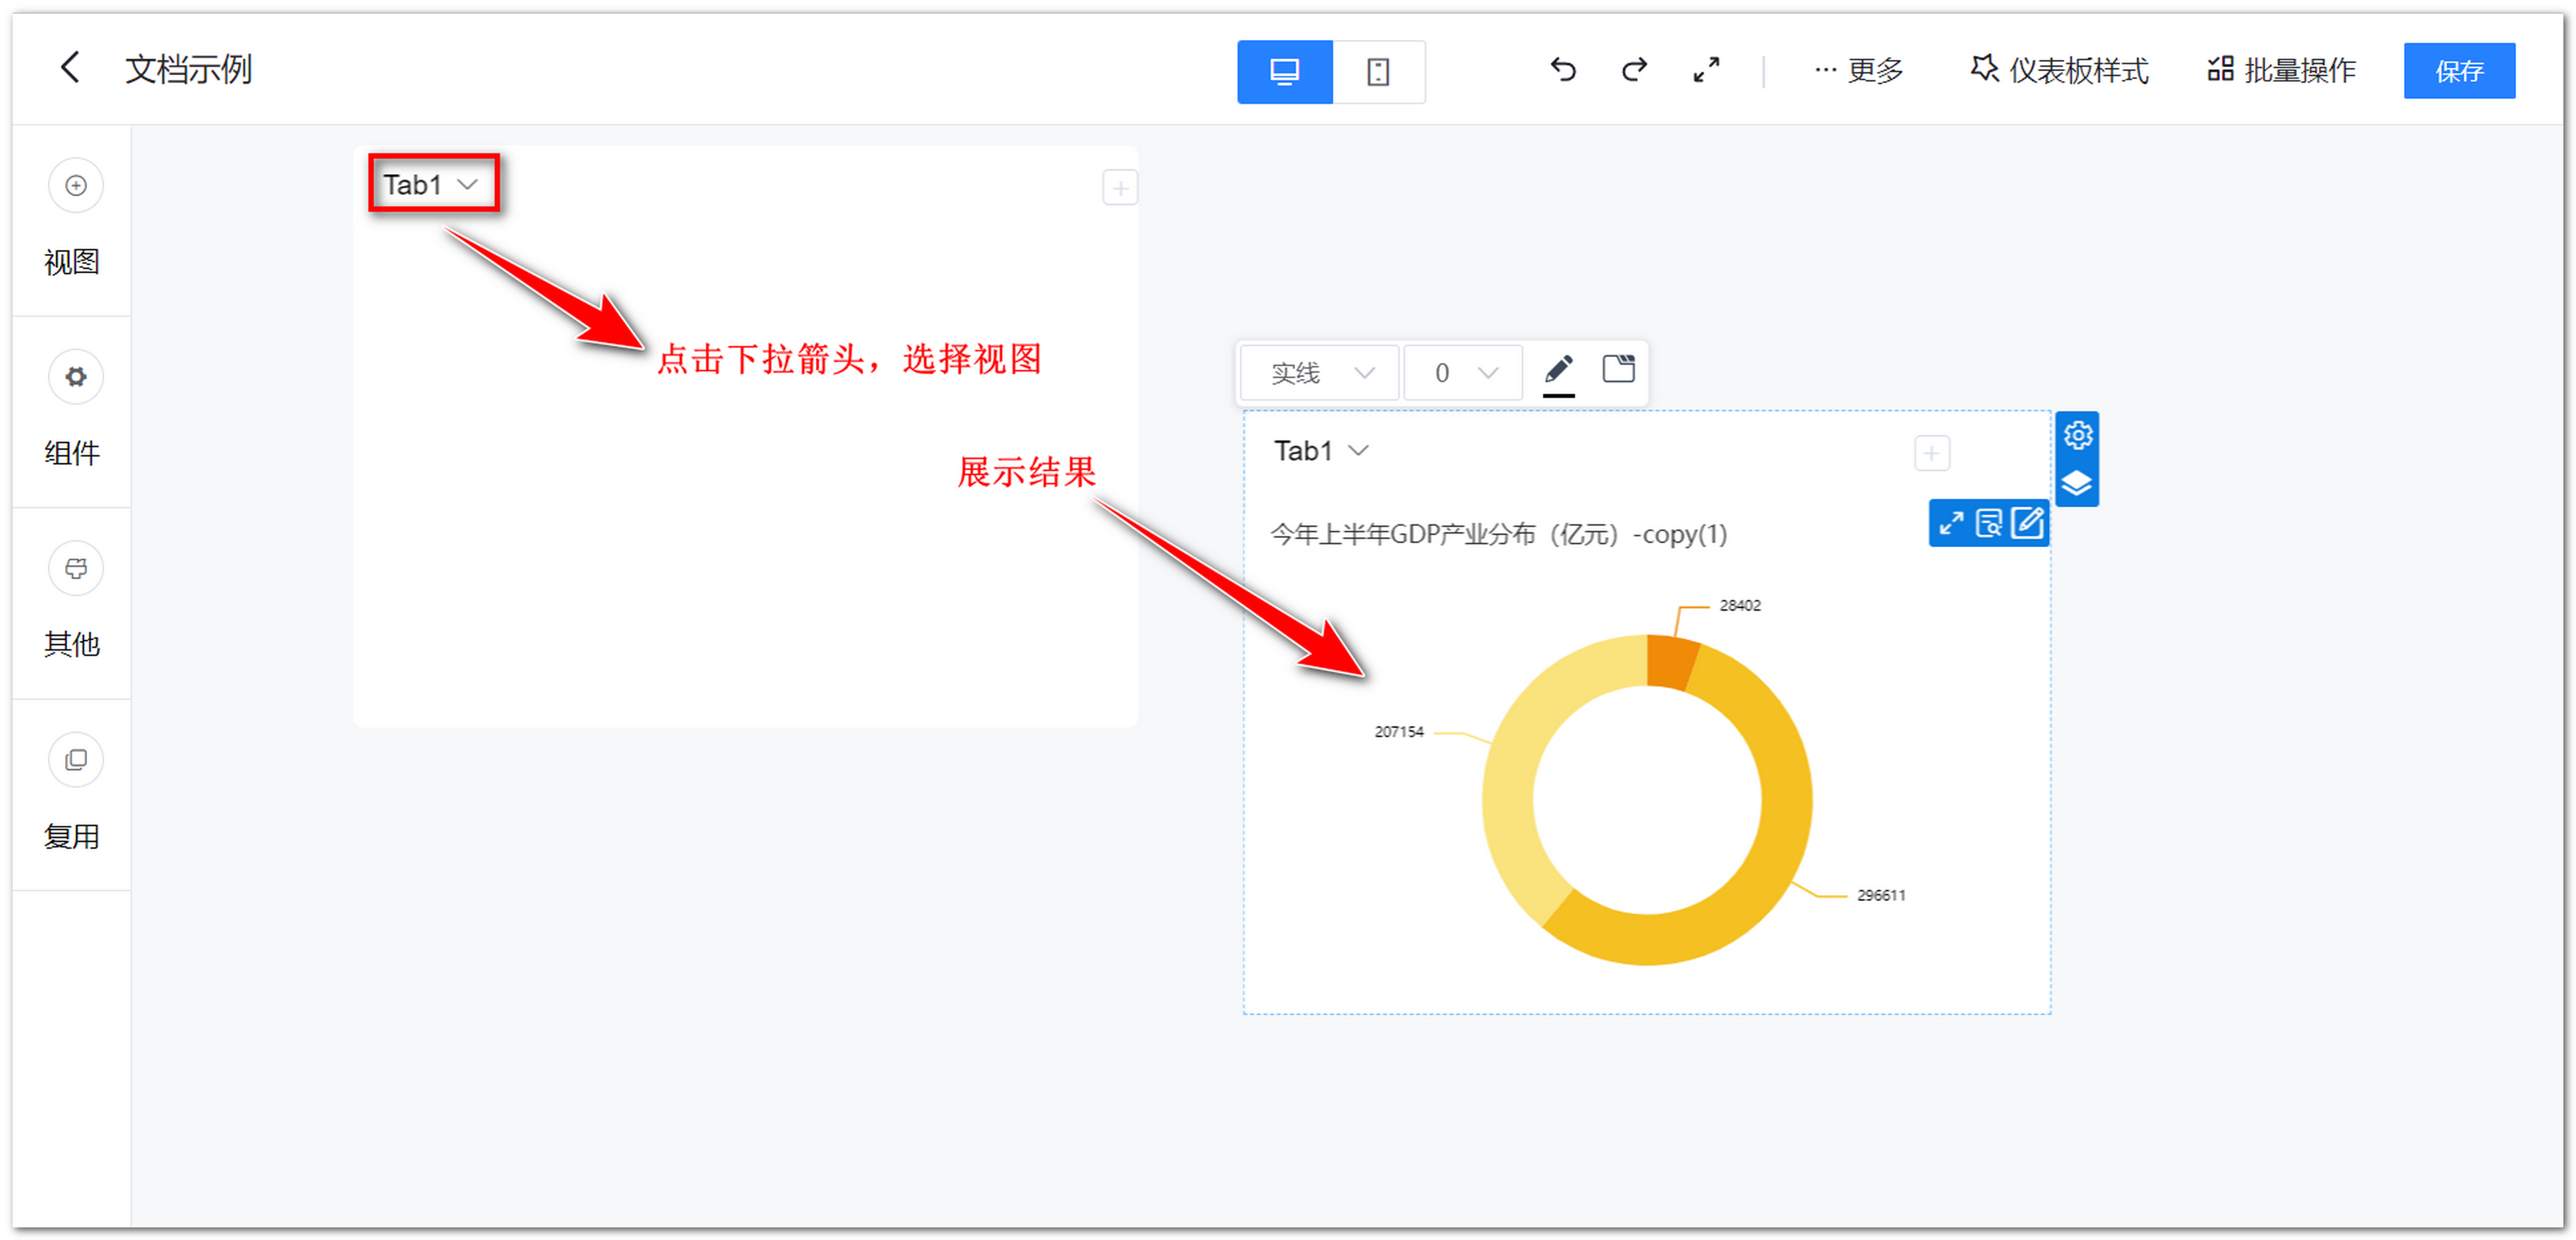 文档示例
更多
仪表板样式
批量操作
保存
视图
组件
其他
复用
Tab1
点击下拉箭头，选择视图
展示结果
实线
0
Tab1
今年上半年GDP产业分布（亿元）-copy(1)
28402
207154
296611